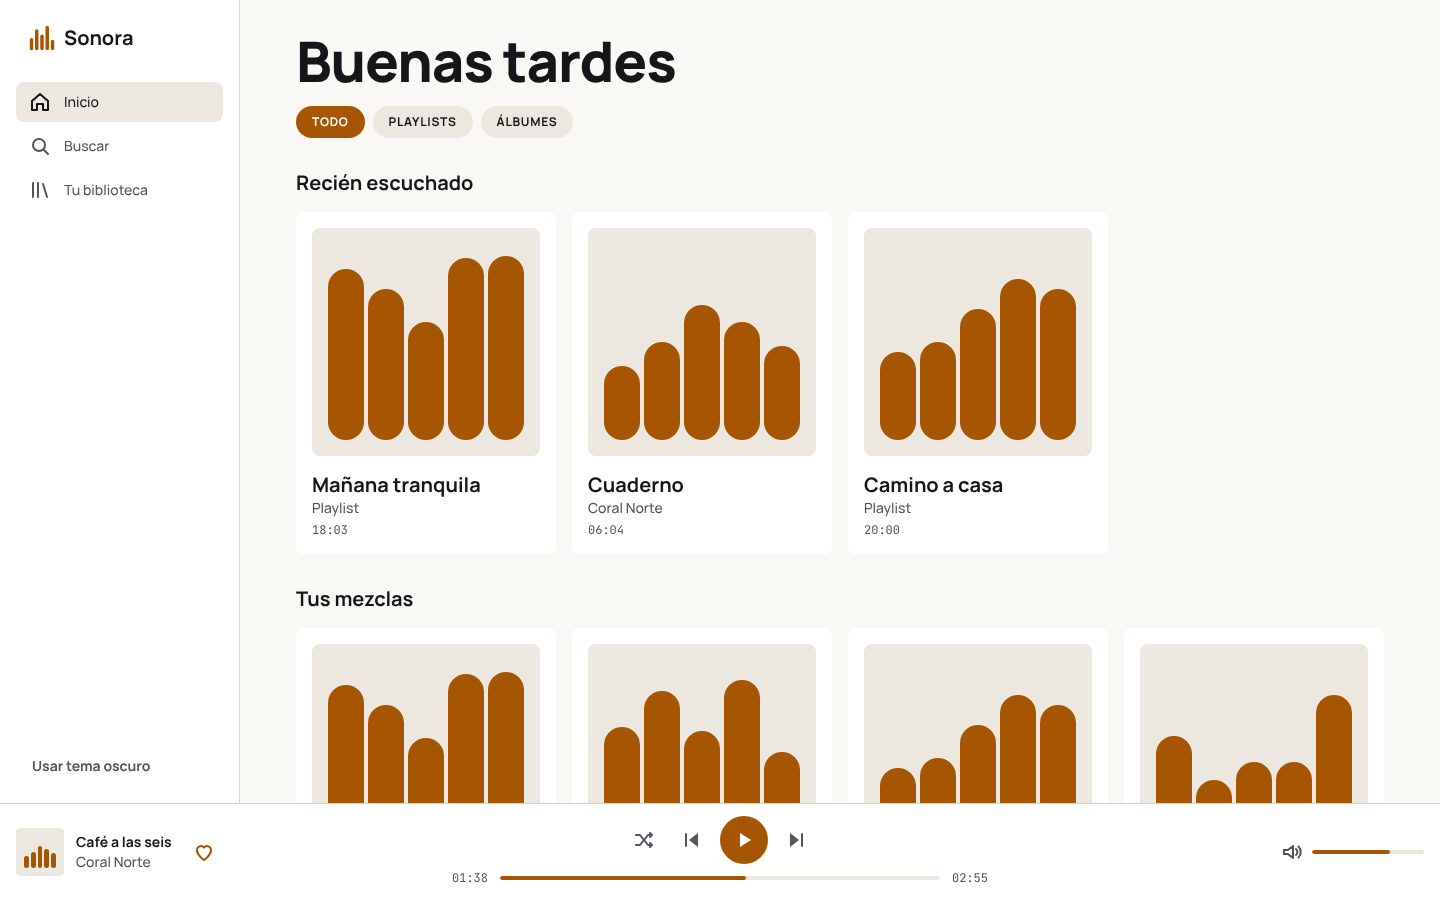 Sonora
Inicio
Buscar
Tu biblioteca
Usar tema oscuro
Buenas tardes
TODO
PLAYLISTS
ÁLBUMES
Recién escuchado
Mañana tranquila
Playlist
18:03
Cuaderno
Coral Norte
06:04
Camino a casa
Playlist
20:00
Tus mezclas
Café a las seis
Coral Norte
01:38
02:55